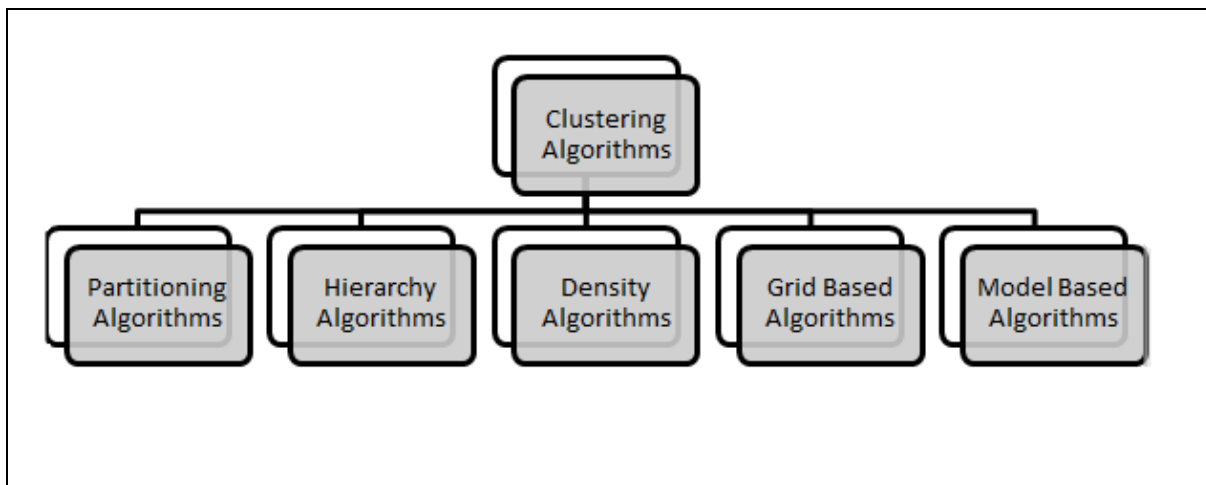 Clustering
Algorithms
Partitioning
Algorithms
Hierarchy
Algorithms
Density
Algorithms
Grid Based
Algorithms
Model Based
Algorithms